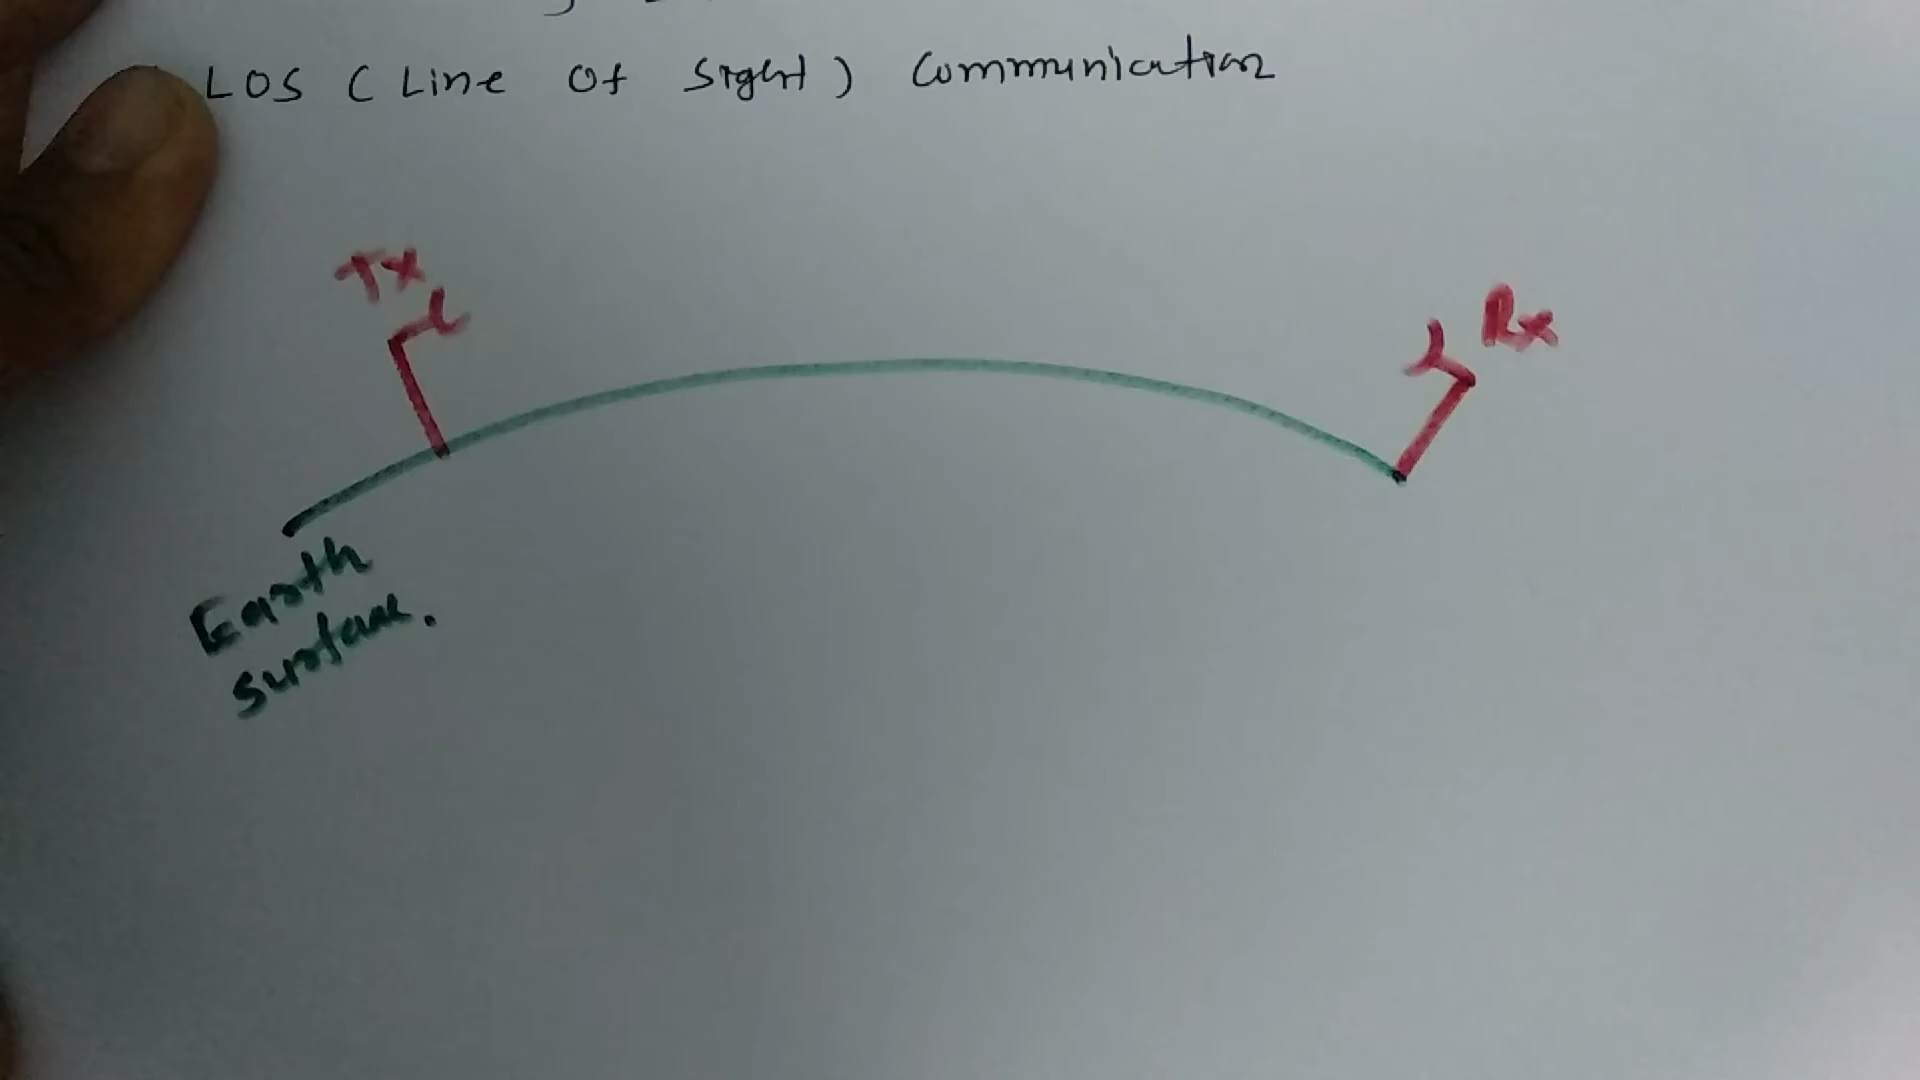 LOS (Line Of Sight) Communication
Tx
Rx
Earth
surface.